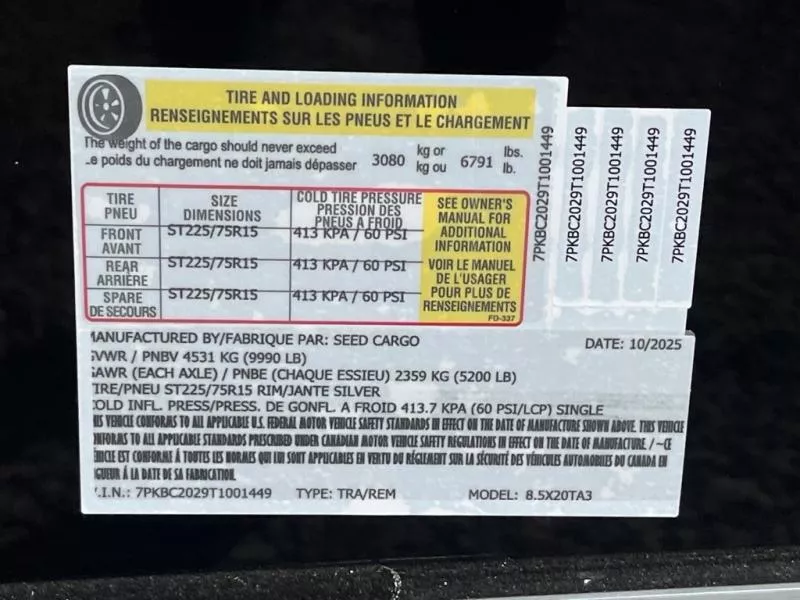 TIRE AND LOADING INFORMATION
RENSEIGNEMENTS SUR LES PNEUS ET LE CHARGEMENT
The weight of the cargo should never exceed 3080 kg or 6791 lbs.
Le poids du chargement ne doit jamais dépasser kg ou lb.
TIRE PNEU SIZE DIMENSIONS COLD TIRE PRESSURE PRESSION DES PNEUS A FROID
FRONT AVANT ST225/75R15 413 KPA / 60 PSI
REAR ARRIÈRE ST225/75R15 413 KPA / 60 PSI
SPARE DE SECOURS ST225/75R15 413 KPA / 60 PSI
SEE OWNER'S
MANUAL FOR
ADDITIONAL
INFORMATION
VOIR LE MANUEL
DE L'USAGER
POUR PLUS DE
RENSEIGNEMENTS
FD-337
7PKBC2029T1001449
7PKBC2029T1001449
7PKBC2029T1001449
7PKBC2029T1001449
7PKBC2029T1001449
MANUFACTURED BY/FABRIQUE PAR: SEED CARGO DATE: 10/2025
GVWR / PNBV 4531 KG (9990 LB)
GAWR (EACH AXLE) / PNBE (CHAQUE ESSIEU) 2359 KG (5200 LB)
TIRE/PNEU ST225/75R15 RIM/JANTE SILVER
COLD INFL. PRESS/PRESS. DE GONFL. A FROID 413.7 KPA (60 PSI/LCP) SINGLE
THIS VEHICLE CONFORMS TO ALL APPLICABLE U.S. FEDERAL MOTOR VEHICLE SAFETY STANDARDS IN EFFECT ON THE DATE OF MANUFACTURE SHOWN ABOVE. THIS VEHICLE
CONFORMS TO ALL APPLICABLE STANDARDS PRESCRIBED UNDER CANADIAN MOTOR VEHICLE SAFETY REGULATIONS IN EFFECT ON THE DATE OF MANUFACTURE. / ~CE
VÉHICLE EST CONFORME À TOUTES LES NORMES QUI LUI SONT APPLICABLES EN VERTU DU RÉGLEMENT SUR LA SÉCURITÉ DES VÉHICULES AUTOMOBILES DU CANADA EN
VIGUEUR À LA DATE DE SA FABRICATION.
V.I.N.: 7PKBC2029T1001449 TYPE: TRA/REM MODEL: 8.5X20TA3